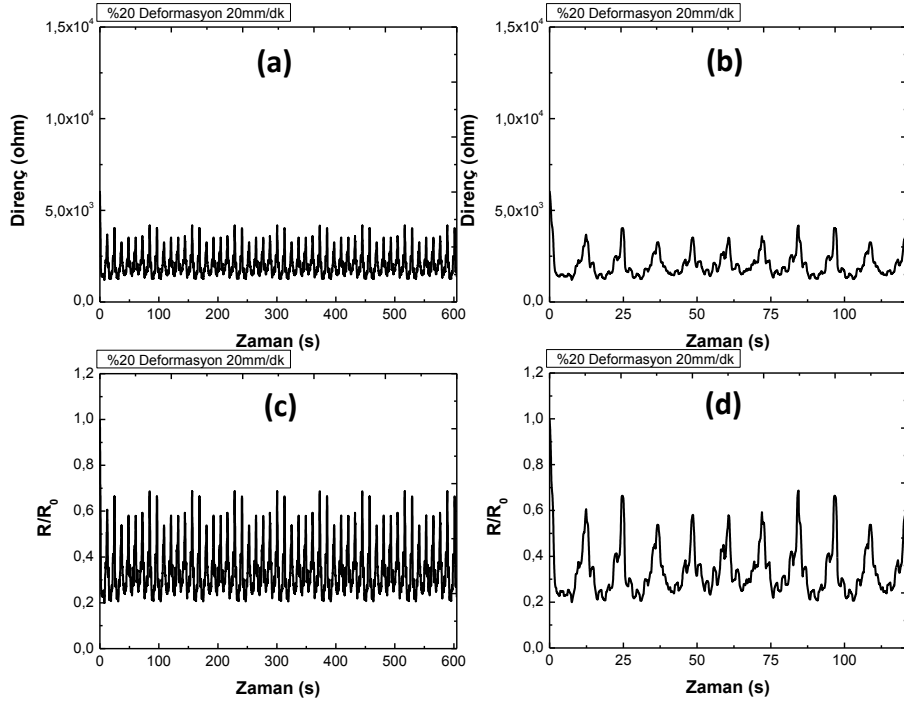 %20 Deformasyon 20mm/dk
(a)
1,5x10⁴
1,0x10⁴
5,0x10³
0,0
Direnç (ohm)
0 100 200 300 400 500 600
Zaman (s)
%20 Deformasyon 20mm/dk
(b)
1,5x10⁴
1,0x10⁴
5,0x10³
0,0
Direnç (ohm)
0 25 50 75 100
Zaman (s)
%20 Deformasyon 20mm/dk
(c)
1,2
1,0
0,8
0,6
0,4
0,2
0,0
R/R₀
0 100 200 300 400 500 600
Zaman (s)
%20 Deformasyon 20mm/dk
(d)
1,2
1,0
0,8
0,6
0,4
0,2
0,0
R/R₀
0 25 50 75 100
Zaman (s)